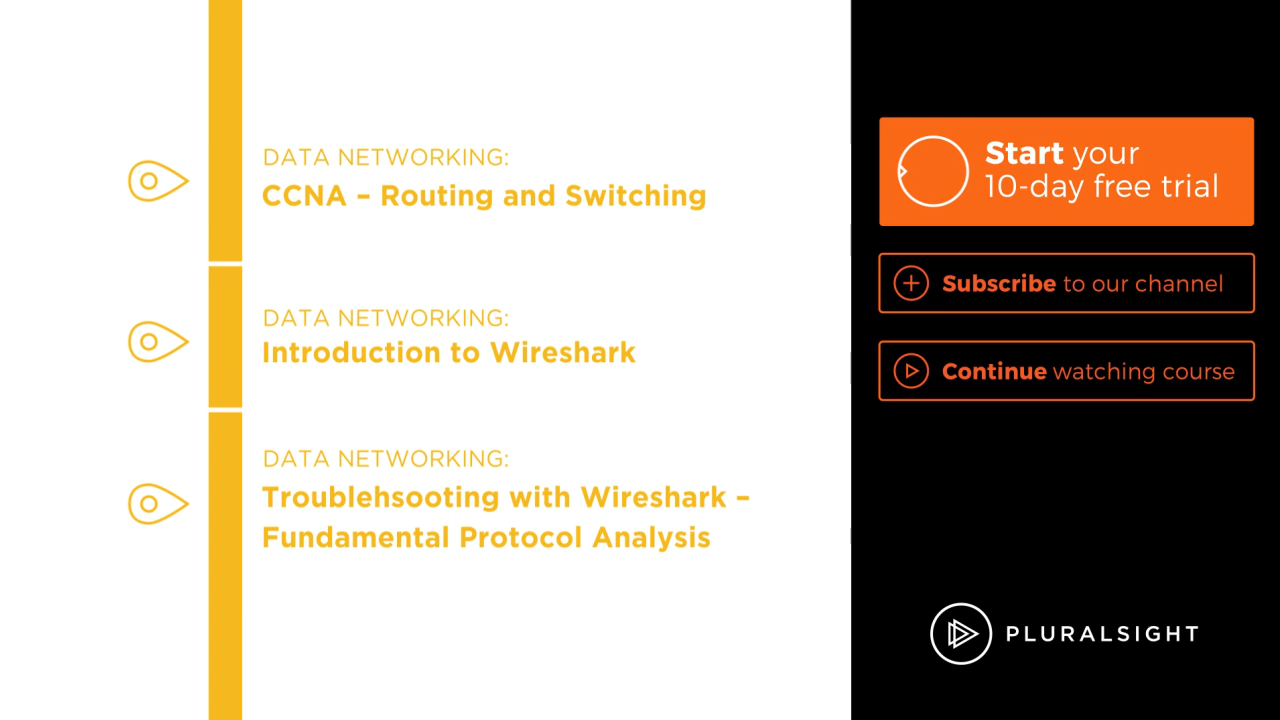 DATA NETWORKING:
CCNA – Routing and Switching
DATA NETWORKING:
Introduction to Wireshark
DATA NETWORKING:
Troublehsooting with Wireshark –
Fundamental Protocol Analysis
Start your
10-day free trial
Subscribe to our channel
Continue watching course
PLURALSIGHT